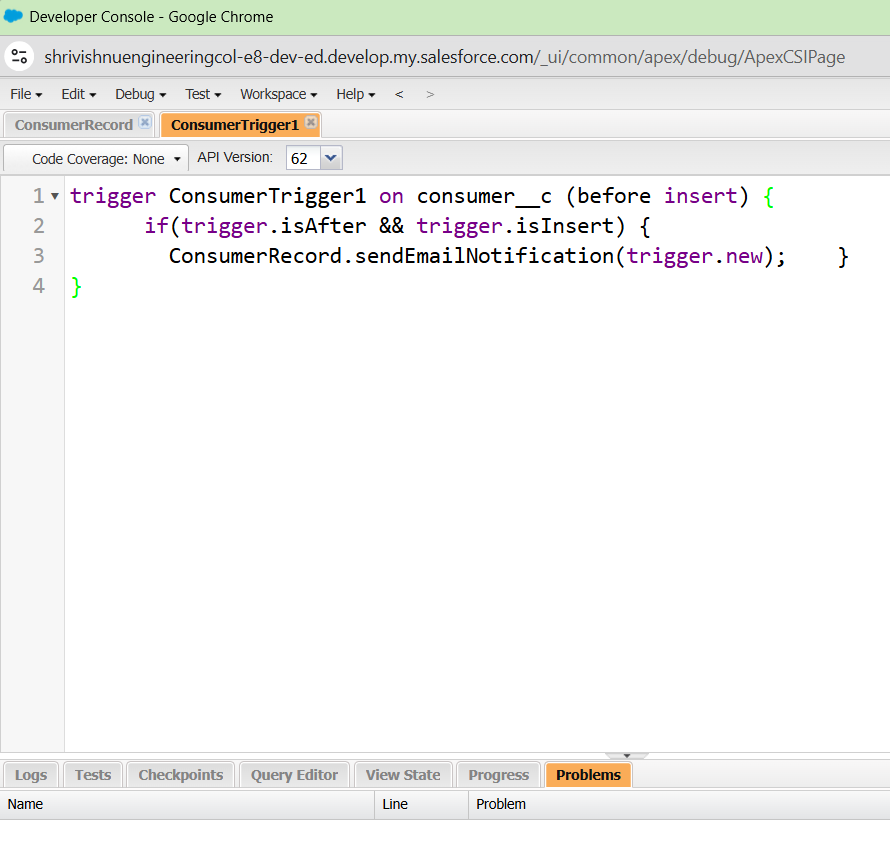 Developer Console - Google Chrome
shrivishnuengineeringcol-e8-dev-ed.develop.my.salesforce.com/_ui/common/apex/debug/ApexCSIPage
File Edit Debug Test Workspace Help < >
ConsumerRecord ConsumerTrigger1
Code Coverage: None API Version: 62
1 trigger ConsumerTrigger1 on consumer__c (before insert) {
2 if(trigger.isAfter && trigger.isInsert) {
3 ConsumerRecord.sendEmailNotification(trigger.new); }
4 }
Logs Tests Checkpoints Query Editor View State Progress Problems
Name Line Problem